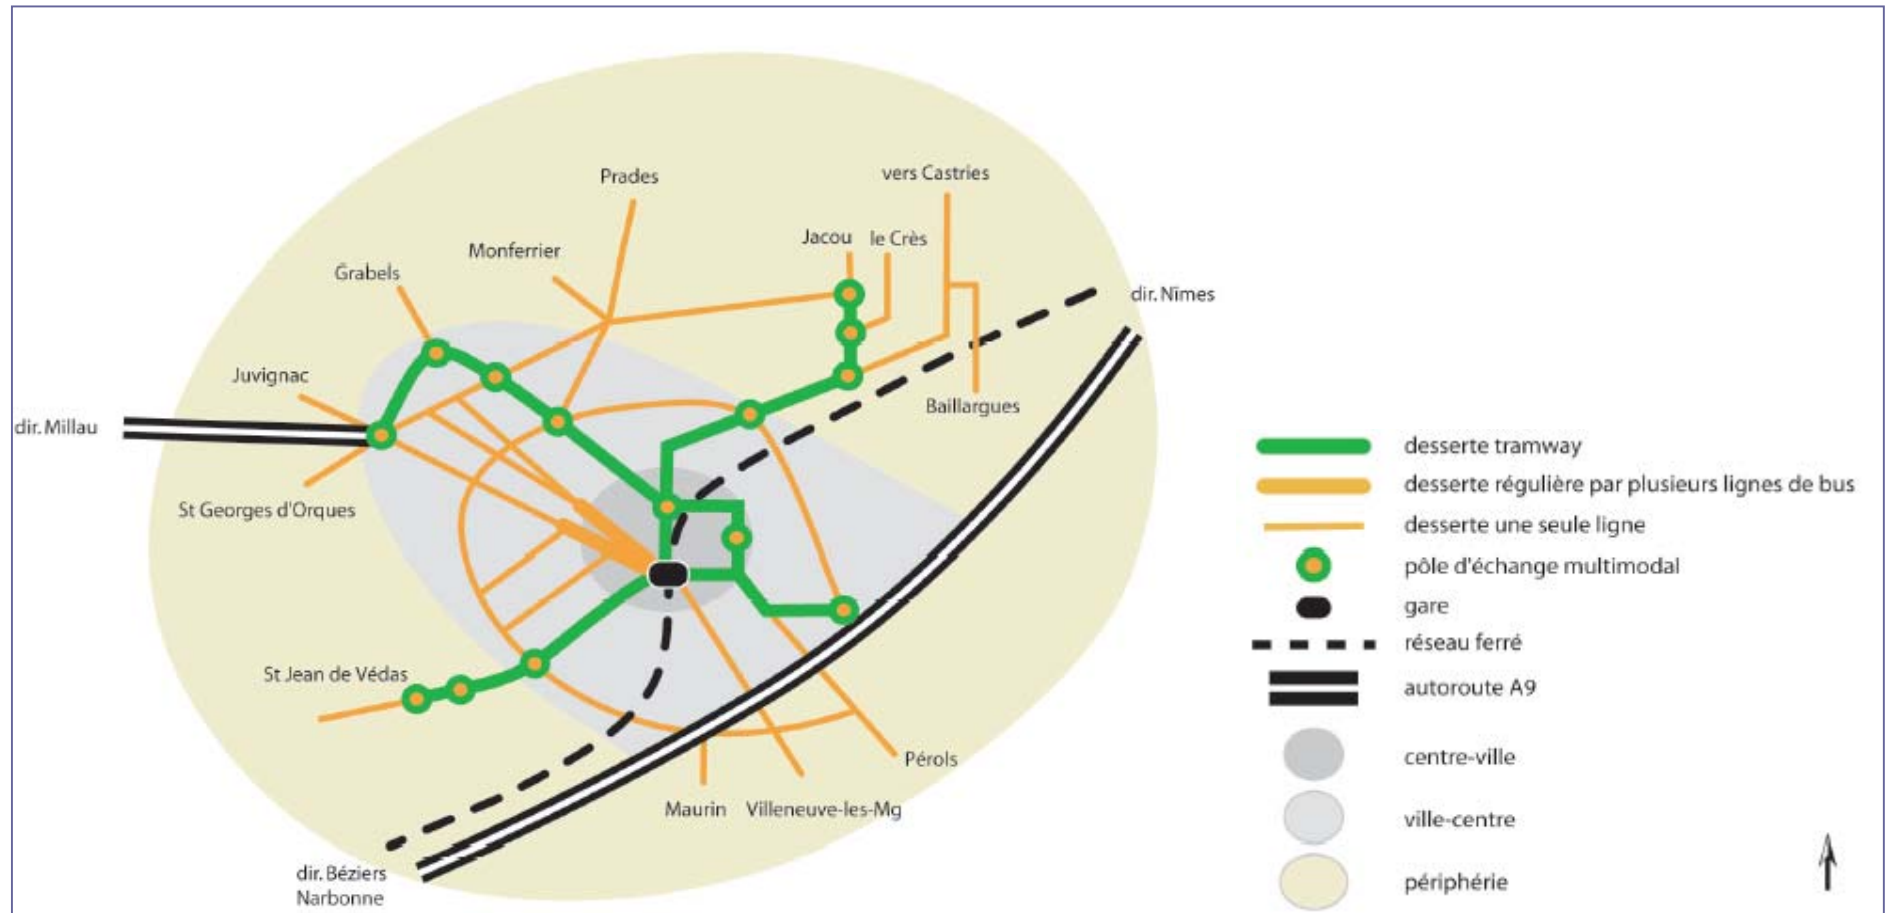 Prades
vers Castries
Monferrier
Jacou
le Crès
Grabels
dir. Nîmes
Juvignac
Baillargues
dir. Millau
St Georges d'Orques
St Jean de Védas
Pérols
Maurin
Villeneuve-les-Mg
dir. Béziers
Narbonne
desserte tramway
desserte régulière par plusieurs lignes de bus
desserte une seule ligne
pôle d'échange multimodal
gare
réseau ferré
autoroute A9
centre-ville
ville-centre
périphérie